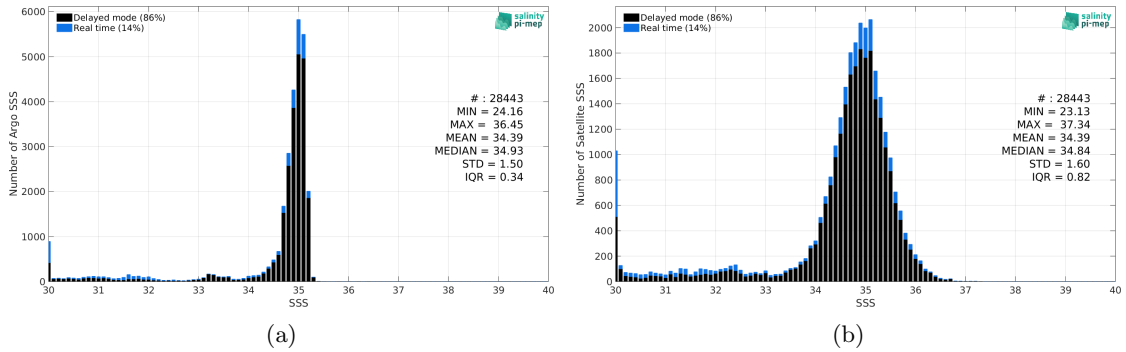 Delayed mode (86%)
Real time (14%)
salinity
pi-mep
Number of Argo SSS
6000
5000
4000
3000
2000
1000
0
# : 28443
MIN = 24.16
MAX = 36.45
MEAN = 34.39
MEDIAN = 34.93
STD = 1.50
IQR = 0.34
30 31 32 33 34 35 36 37 38 39 40
SSS
(a)
Delayed mode (86%)
Real time (14%)
salinity
pi-mep
Number of Satellite SSS
2000
1800
1600
1400
1200
1000
800
600
400
200
0
# : 28443
MIN = 23.13
MAX = 37.34
MEAN = 34.39
MEDIAN = 34.84
STD = 1.60
IQR = 0.82
30 31 32 33 34 35 36 37 38 39 40
SSS
(b)